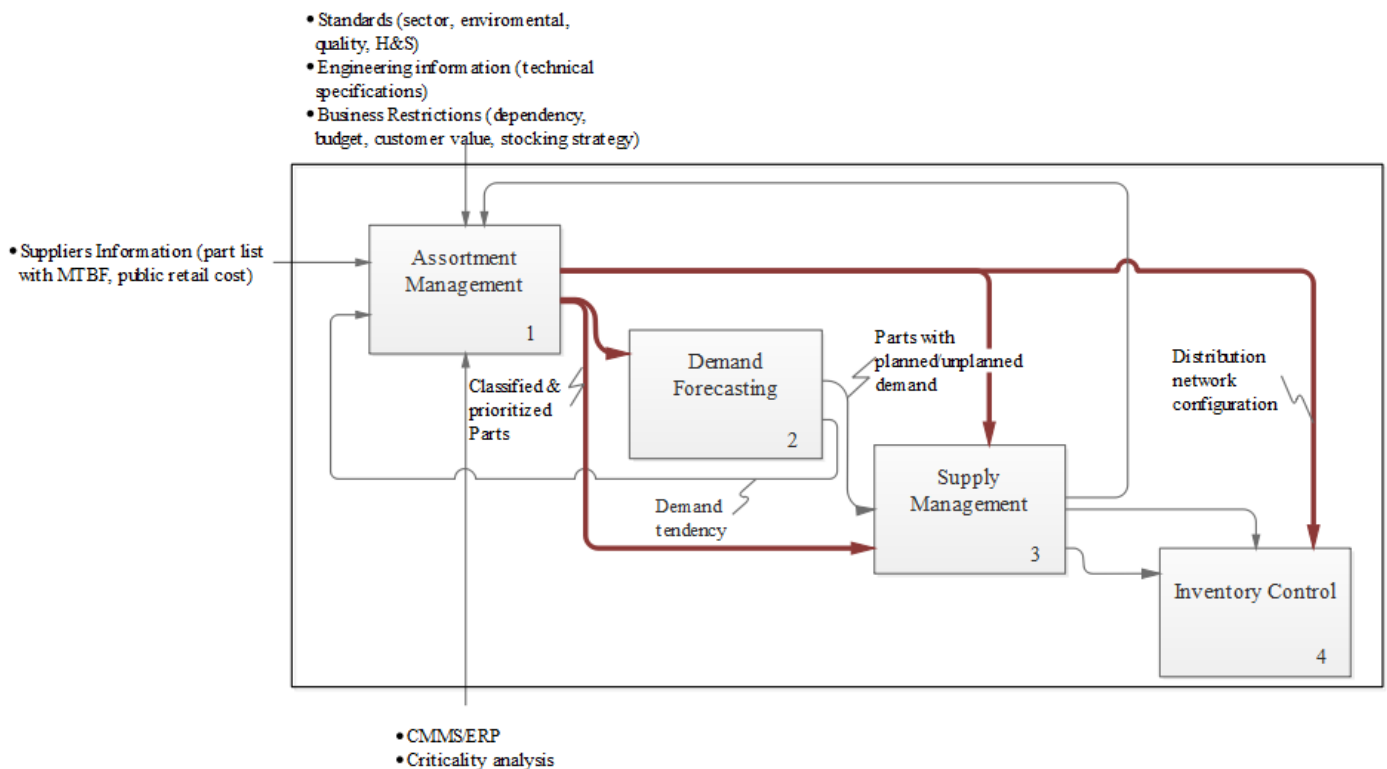 • Standards (sector, enviromental,
quality, H&S)
• Engineering information (technical
specifications)
• Business Restrictions (dependency,
budget, customer value, stocking strategy)
• Suppliers Information (part list
with MTBF, public retail cost)
Assortment
Management
1
Demand
Forecasting
2
Parts with
planned/unplanned
demand
Distribution
network
configuration
Classified &
prioritized
Parts
Supply
Management
3
Demand
tendency
Inventory Control
4
• CMMS/ERP
• Criticality analysis